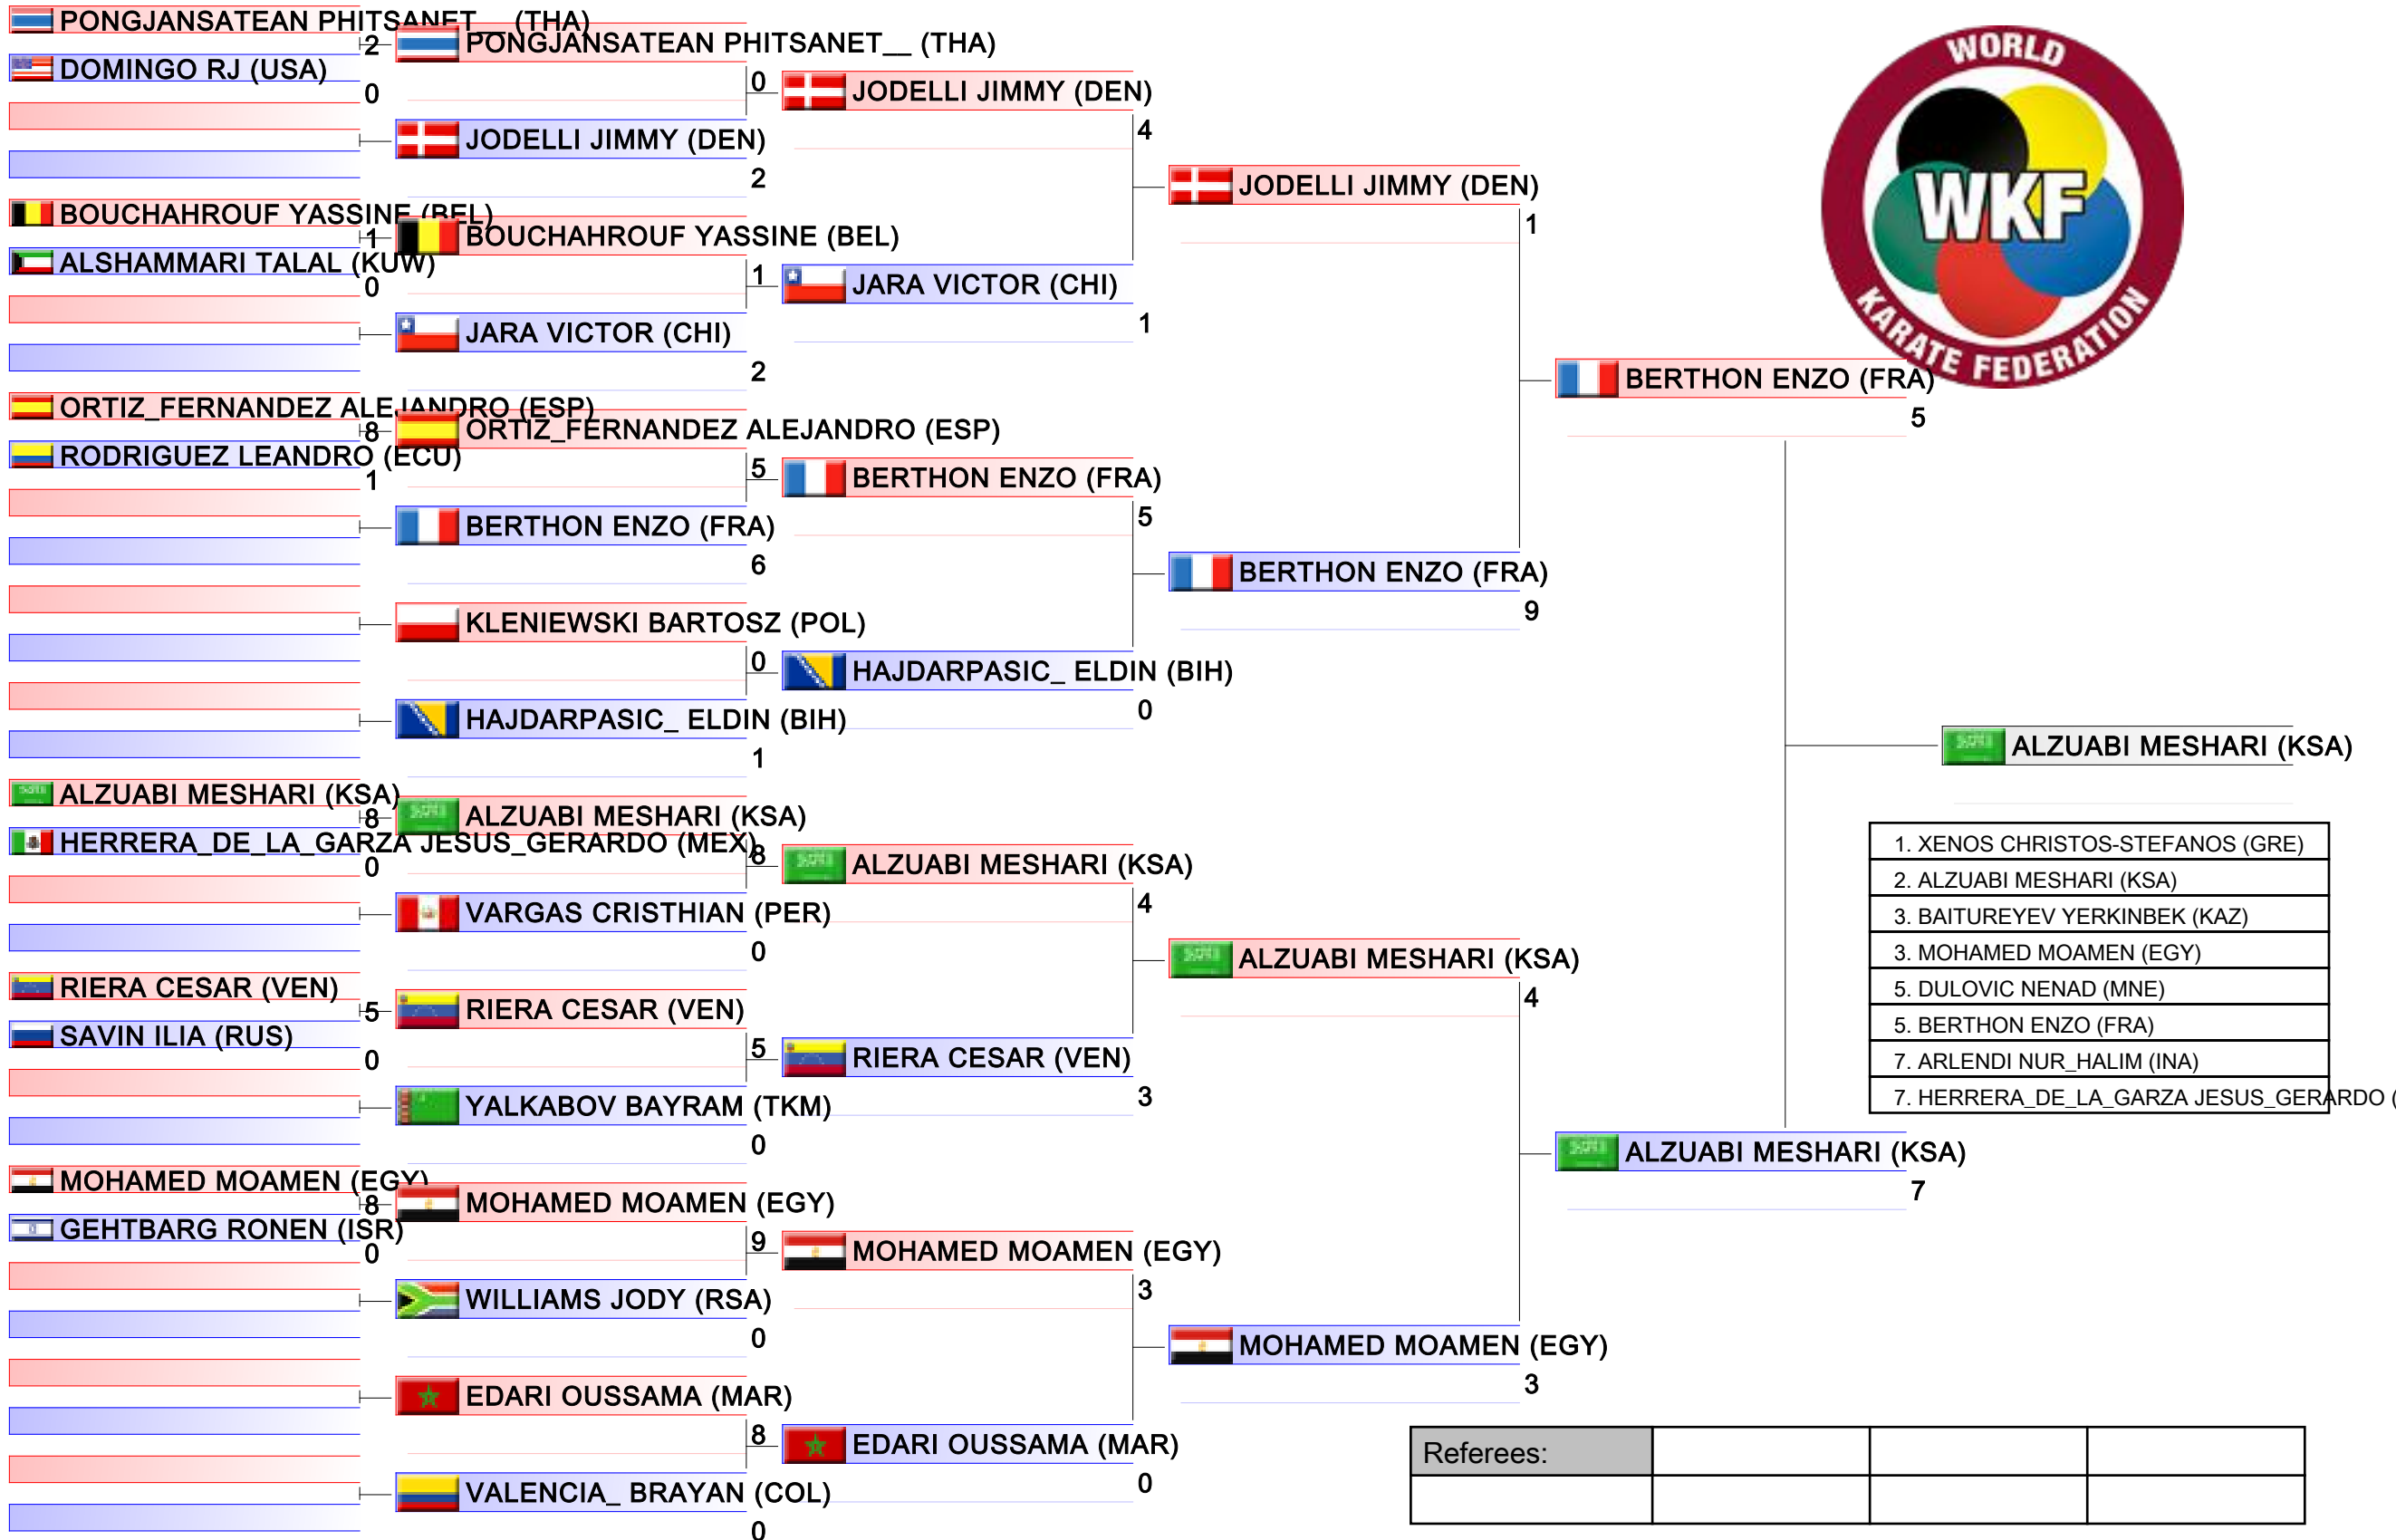 PONGJANSATEAN PHITSANET__ (THA)
2
DOMINGO RJ (USA)
0
BOUCHAHROUF YASSINE (BEL)
1
ALSHAMMARI TALAL (KUW)
0
ORTIZ_FERNANDEZ ALEJANDRO (ESP)
8
RODRIGUEZ LEANDRO (ECU)
1
ALZUABI MESHARI (KSA)
8
HERRERA_DE_LA_GARZA JESUS_GERARDO (MEX)
0
RIERA CESAR (VEN)
5
SAVIN ILIA (RUS)
0
MOHAMED MOAMEN (EGY)
8
GEHTBARG RONEN (ISR)
0
PONGJANSATEAN PHITSANET__ (THA)
0
JODELLI JIMMY (DEN)
2
BOUCHAHROUF YASSINE (BEL)
1
JARA VICTOR (CHI)
2
ORTIZ_FERNANDEZ ALEJANDRO (ESP)
5
BERTHON ENZO (FRA)
6
KLENIEWSKI BARTOSZ (POL)
0
HAJDARPASIC_ ELDIN (BIH)
1
ALZUABI MESHARI (KSA)
8
VARGAS CRISTHIAN (PER)
0
RIERA CESAR (VEN)
5
YALKABOV BAYRAM (TKM)
0
MOHAMED MOAMEN (EGY)
9
WILLIAMS JODY (RSA)
0
EDARI OUSSAMA (MAR)
8
VALENCIA_ BRAYAN (COL)
0
JODELLI JIMMY (DEN)
4
JARA VICTOR (CHI)
1
BERTHON ENZO (FRA)
5
HAJDARPASIC_ ELDIN (BIH)
0
ALZUABI MESHARI (KSA)
4
RIERA CESAR (VEN)
3
MOHAMED MOAMEN (EGY)
3
EDARI OUSSAMA (MAR)
0
JODELLI JIMMY (DEN)
1
BERTHON ENZO (FRA)
9
ALZUABI MESHARI (KSA)
4
MOHAMED MOAMEN (EGY)
3
BERTHON ENZO (FRA)
5
ALZUABI MESHARI (KSA)
7
ALZUABI MESHARI (KSA)
WORLD
WKF
KARATE FEDERATION
1. XENOS CHRISTOS-STEFANOS (GRE)
2. ALZUABI MESHARI (KSA)
3. BAITUREYEV YERKINBEK (KAZ)
3. MOHAMED MOAMEN (EGY)
5. DULOVIC NENAD (MNE)
5. BERTHON ENZO (FRA)
7. ARLENDI NUR_HALIM (INA)
7. HERRERA_DE_LA_GARZA JESUS_GERARDO (
Referees: